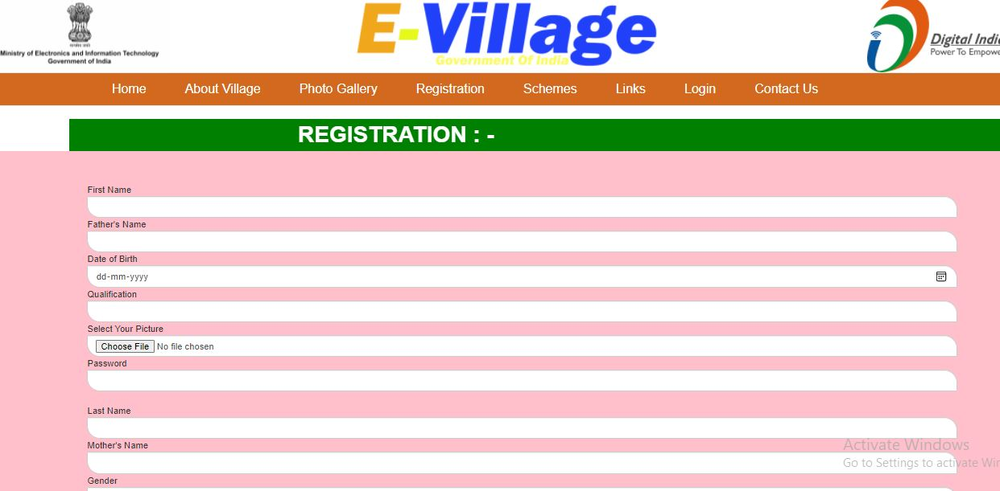 Ministry of Electronics and Information Technology
Government of India
E-Village
Government Of India
Digital Indi
Power To Empowe
Home About Village Photo Gallery Registration Schemes Links Login Contact Us
REGISTRATION : -
First Name
Father's Name
Date of Birth
dd-mm-yyyy
Qualification
Select Your Picture
Choose File No file chosen
Password
Last Name
Mother's Name
Gender
Activate Windows
Go to Settings to activate Win